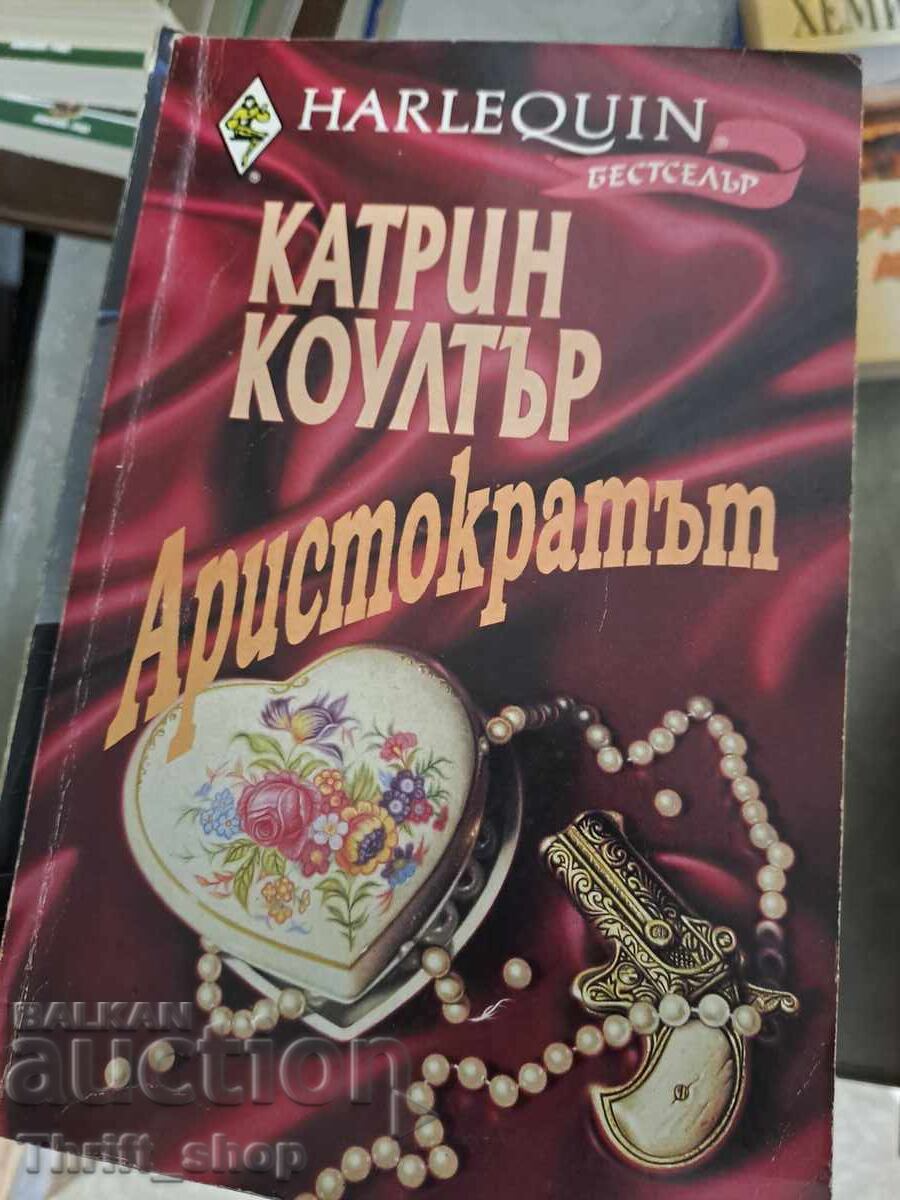 HARLEQUIN
БЕСТСЕЛЪР
КАТРИН
КОУЛТЪР
Аристократът
BALKAN
auction
Thrift_shop